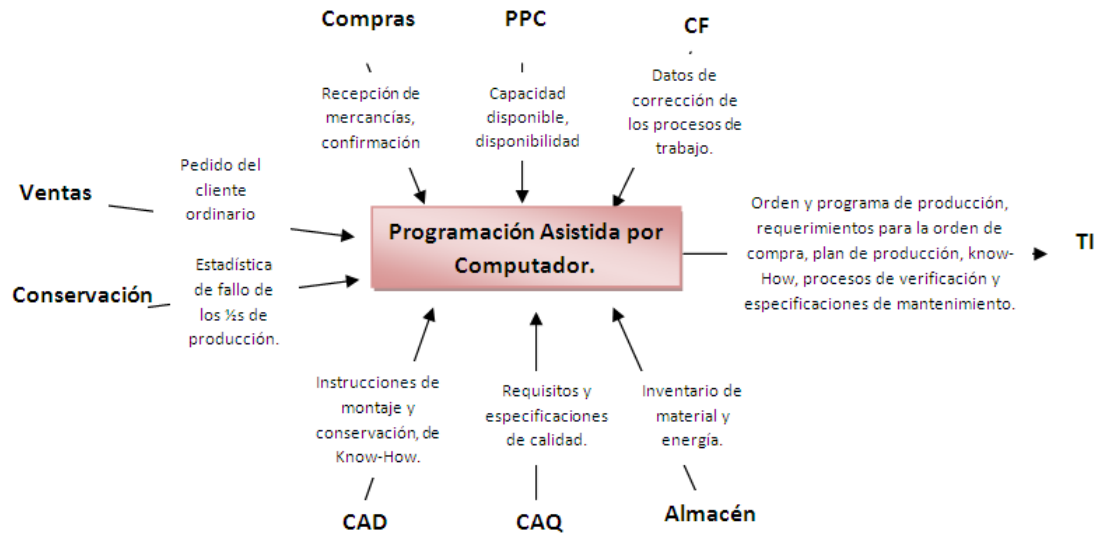 Compras
PPC
CF
Recepción de
mercancías,
confirmación
Capacidad
disponible,
disponibilidad
Datos de
corrección de
los procesos de
trabajo.
Ventas
Pedido del
cliente
ordinario
Conservación
Estadística
de fallo de
los ½s de
producción.
Programación Asistida por
Computador.
Orden y programa de producción,
requerimientos para la orden de
compra, plan de producción, know-
How, procesos de verificación y
especificaciones de mantenimiento.
TI
Instrucciones de
montaje y
conservación, de
Know-How.
Requisitos y
especificaciones
de calidad.
Inventario de
material y
energía.
CAD
CAQ
Almacén